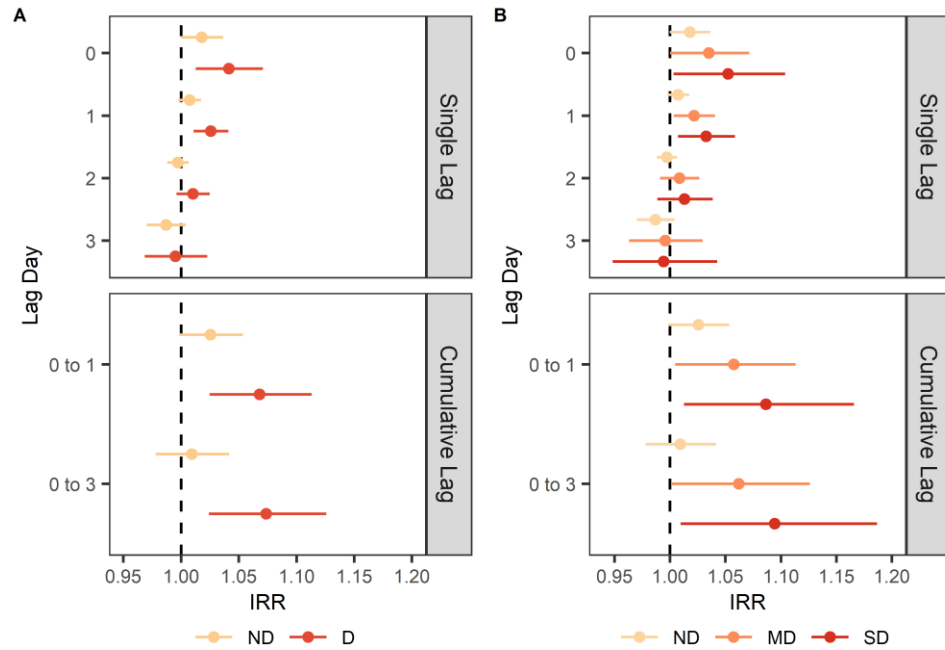 A
Lag Day
0
1
2
3
Single Lag
0 to 1
0 to 3
Cumulative Lag
0.95 1.00 1.05 1.10 1.15 1.20
IRR
ND D
B
Lag Day
0
1
2
3
Single Lag
0 to 1
0 to 3
Cumulative Lag
0.95 1.00 1.05 1.10 1.15 1.20
IRR
ND MD SD